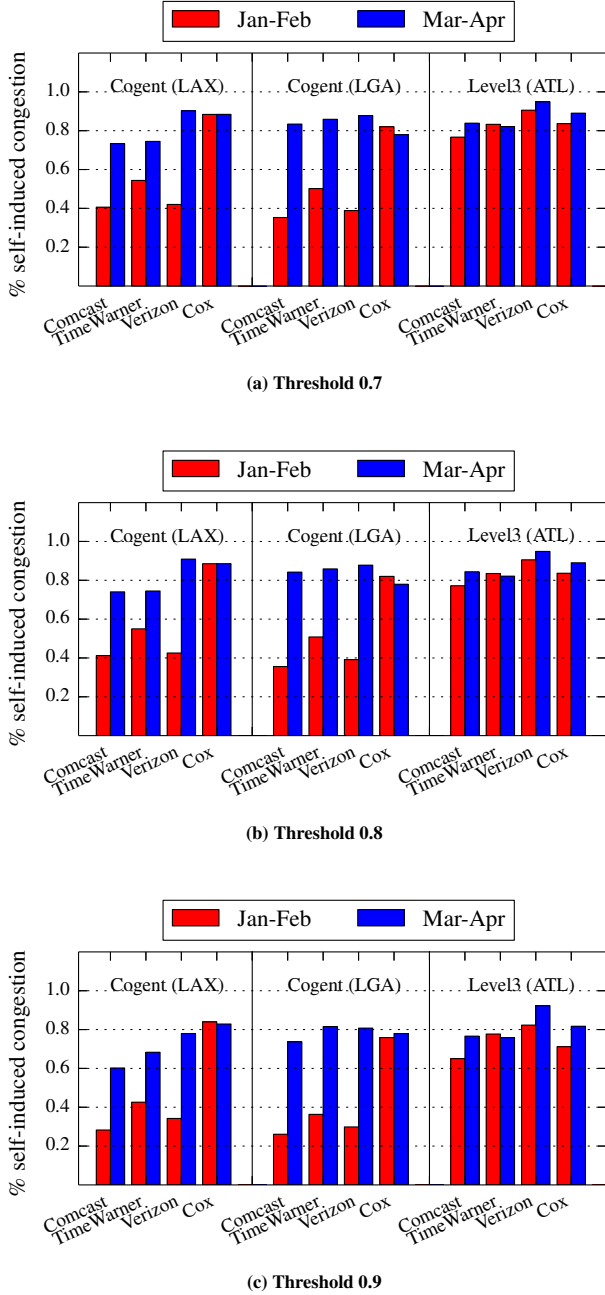 Jan-Feb Mar-Apr
% self-induced congestion
Cogent (LAX) Cogent (LGA) Level3 (ATL)
1.0
0.8
0.6
0.4
0.2
Comcast TimeWarner Verizon Cox Comcast TimeWarner Verizon Cox Comcast TimeWarner Verizon Cox
(a) Threshold 0.7
Jan-Feb Mar-Apr
% self-induced congestion
Cogent (LAX) Cogent (LGA) Level3 (ATL)
1.0
0.8
0.6
0.4
0.2
Comcast TimeWarner Verizon Cox Comcast TimeWarner Verizon Cox Comcast TimeWarner Verizon Cox
(b) Threshold 0.8
Jan-Feb Mar-Apr
% self-induced congestion
Cogent (LAX) Cogent (LGA) Level3 (ATL)
1.0
0.8
0.6
0.4
0.2
Comcast TimeWarner Verizon Cox Comcast TimeWarner Verizon Cox Comcast TimeWarner Verizon Cox
(c) Threshold 0.9